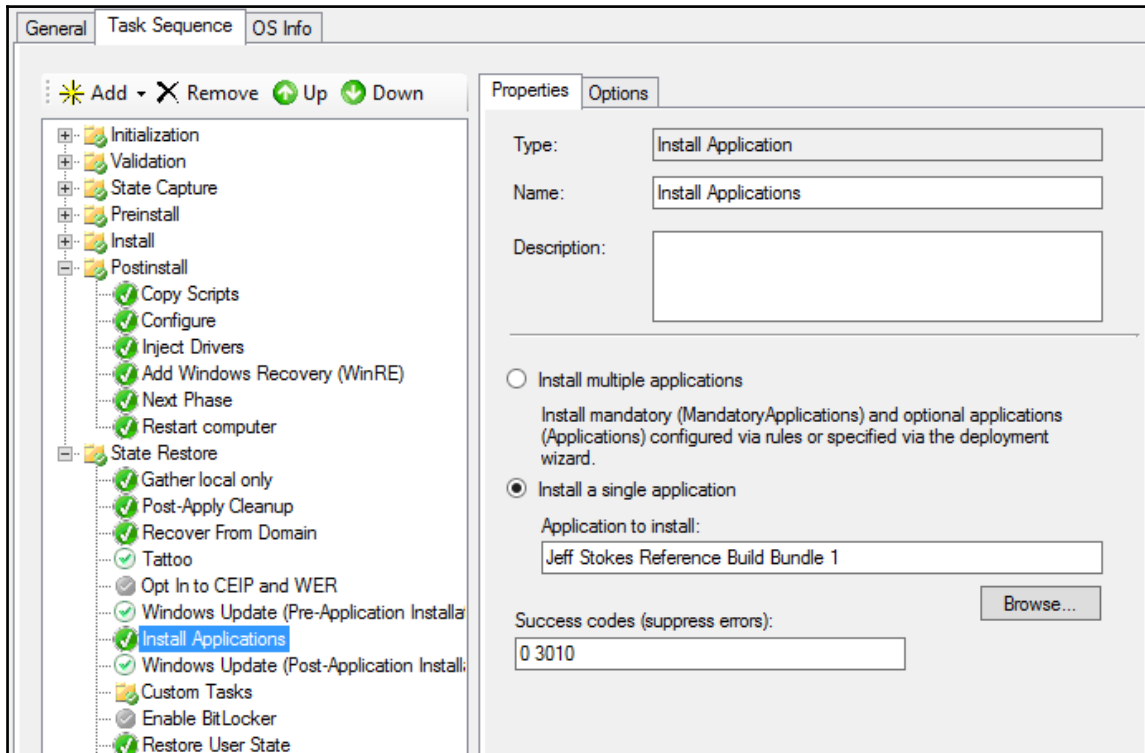 General Task Sequence OS Info
Add Remove Up Down
Initialization
Validation
State Capture
Preinstall
Install
Postinstall
Copy Scripts
Configure
Inject Drivers
Add Windows Recovery (WinRE)
Next Phase
Restart computer
State Restore
Gather local only
Post-Apply Cleanup
Recover From Domain
Tattoo
Opt In to CEIP and WER
Windows Update (Pre-Application Installa
Install Applications
Windows Update (Post-Application Install
Custom Tasks
Enable BitLocker
Restore User State
Properties Options
Type: Install Application
Name: Install Applications
Description:
Install multiple applications
Install mandatory (MandatoryApplications) and optional applications
(Applications) configured via rules or specified via the deployment
wizard.
Install a single application
Application to install:
Jeff Stokes Reference Build Bundle 1
Browse...
Success codes (suppress errors):
0 3010